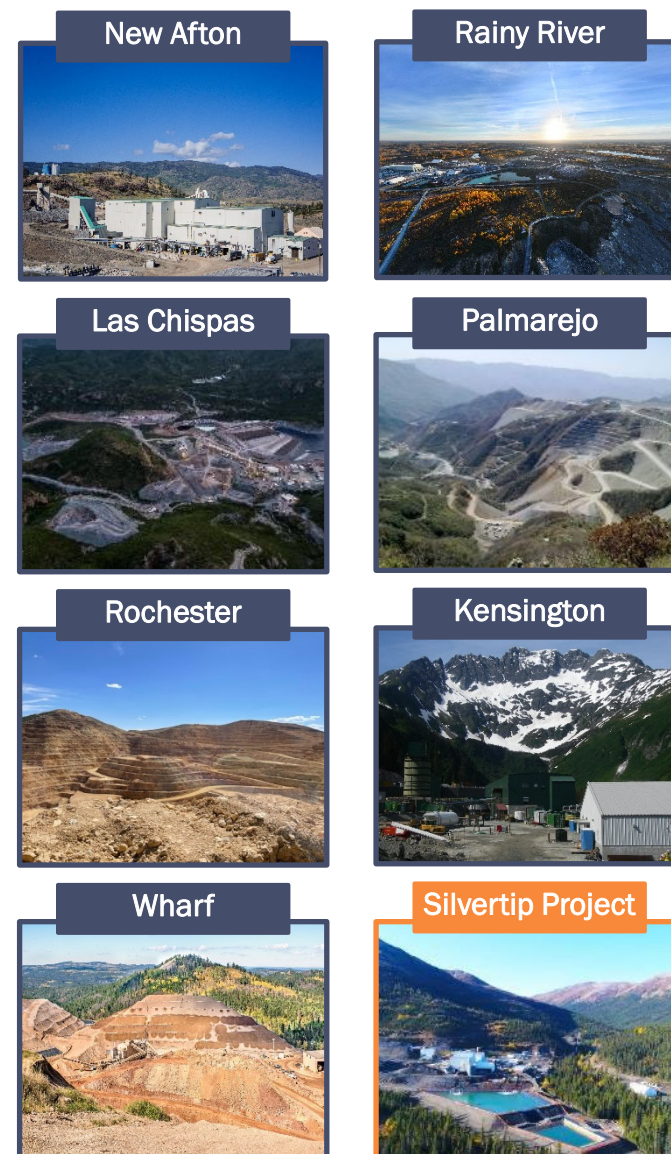 New Afton
Rainy River
Las Chispas
Palmarejo
Rochester
Kensington
Wharf
Silvertip Project